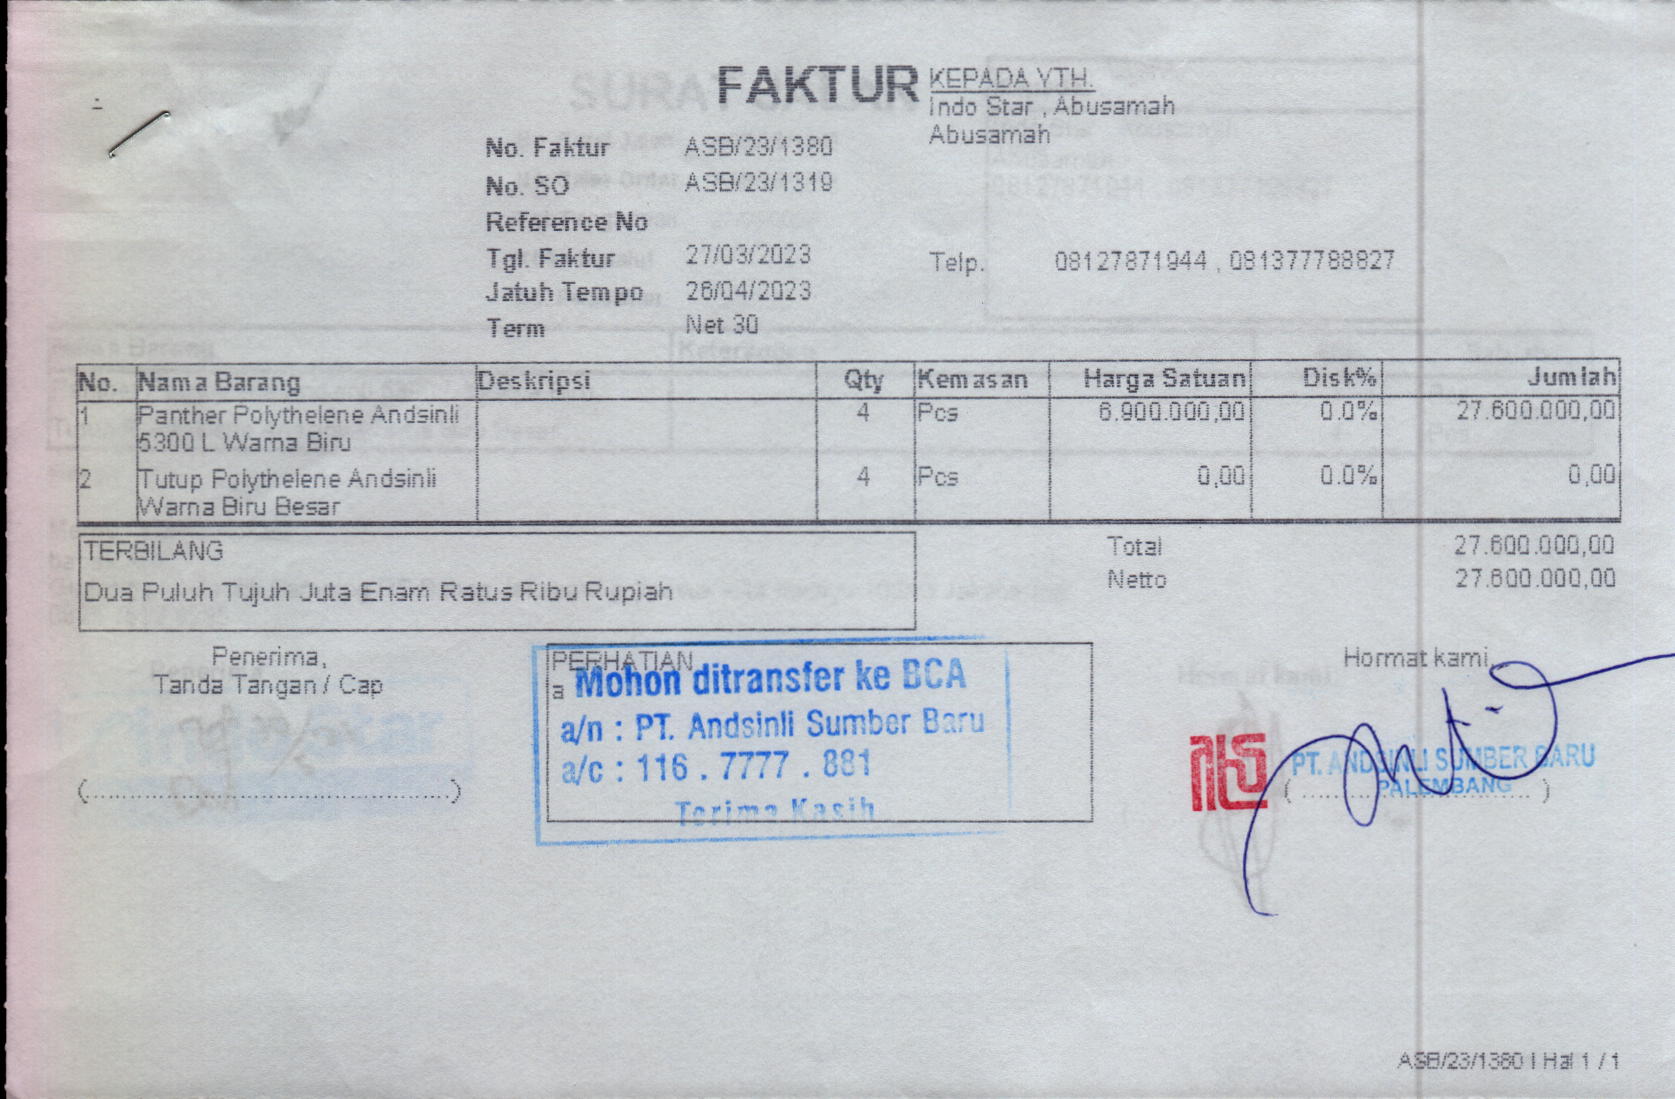 FAKTUR
KEPADA YTH.
Indo Star , Abusamah
Abusamah
No. Faktur ASB/23/1380
No. SO ASB/23/1319
Reference No
Tgl. Faktur 27/03/2023
Telp. 08127871944 , 081377788827
Jatuh Tempo 26/04/2023
Term Net 30
No. Nama Barang Deskripsi Qty Kemasan Harga Satuan Disk% Jumlah
1 Panther Polythelene Andsinli 4 Pcs 6.900.000,00 0.0% 27.600.000,00
5300 L Warna Biru
2 Tutup Polythelene Andsinli 4 Pcs 0,00 0.0% 0,00
Warna Biru Besar
TERBILANG
Dua Puluh Tujuh Juta Enam Ratus Ribu Rupiah
Total 27.600.000,00
Netto 27.600.000,00
Penerima,
Tanda Tangan / Cap
(................................................)
PERHATIAN
a
Mohon ditransfer ke BCA
a/n : PT. Andsinli Sumber Baru
a/c : 116 . 7777 . 881
Terima Kasih
Hormat kami,
PT. ANDSINLI SUMBER BARU
PALEMBANG
ASB/23/1380 | Hal 1 / 1